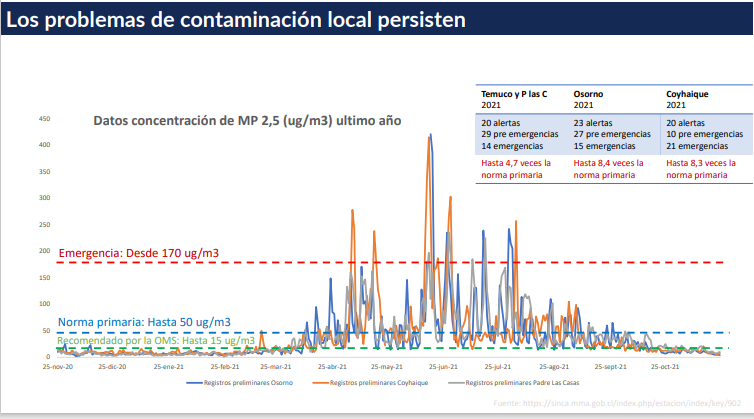 Los problemas de contaminación local persisten
Temuco y P las C Osorno Coyhaique
2021 2021 2021
20 alertas 23 alertas 20 alertas
29 pre emergencias 27 pre emergencias 10 pre emergencias
14 emergencias 15 emergencias 21 emergencias
Hasta 4,7 veces la Hasta 8,4 veces la Hasta 8,3 veces la
norma primaria norma primaria norma primaria
Datos concentración de MP 2,5 (ug/m3) ultimo año
450
400
350
300
250
200
150
100
50
0
Emergencia: Desde 170 ug/m3
Norma primaria: Hasta 50 ug/m3
Recomendado por la OMS: Hasta 15 ug/m3
25-nov-20 25-dic-20 25-ene-21 25-feb-21 25-mar-21 25-abr-21 25-may-21 25-jun-21 25-jul-21 25-ago-21 25-sept-21 25-oct-21
Registros preliminares Osorno Registros preliminares Coyhaique Registros preliminares Padre Las Casas
Fuente: https://sinca.mma.gob.cl/index.php/estacion/index/key/902